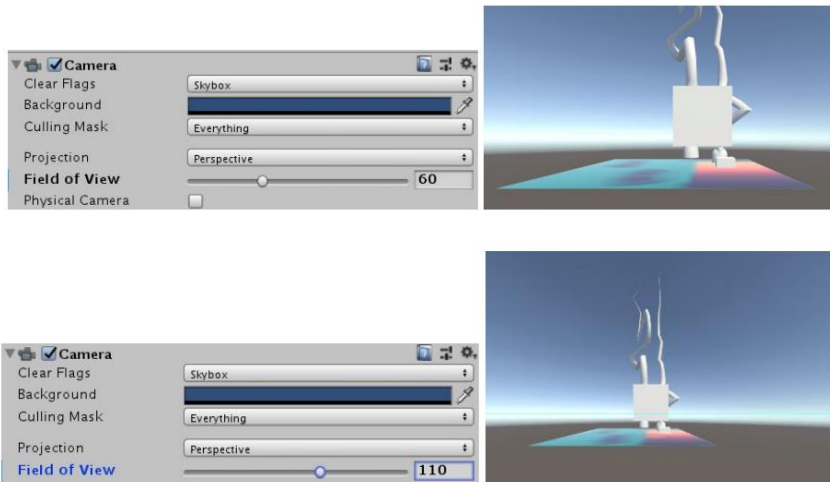 Camera
Clear Flags Skybox
Background
Culling Mask Everything
Projection Perspective
Field of View 60
Physical Camera
Camera
Clear Flags Skybox
Background
Culling Mask Everything
Projection Perspective
Field of View 110